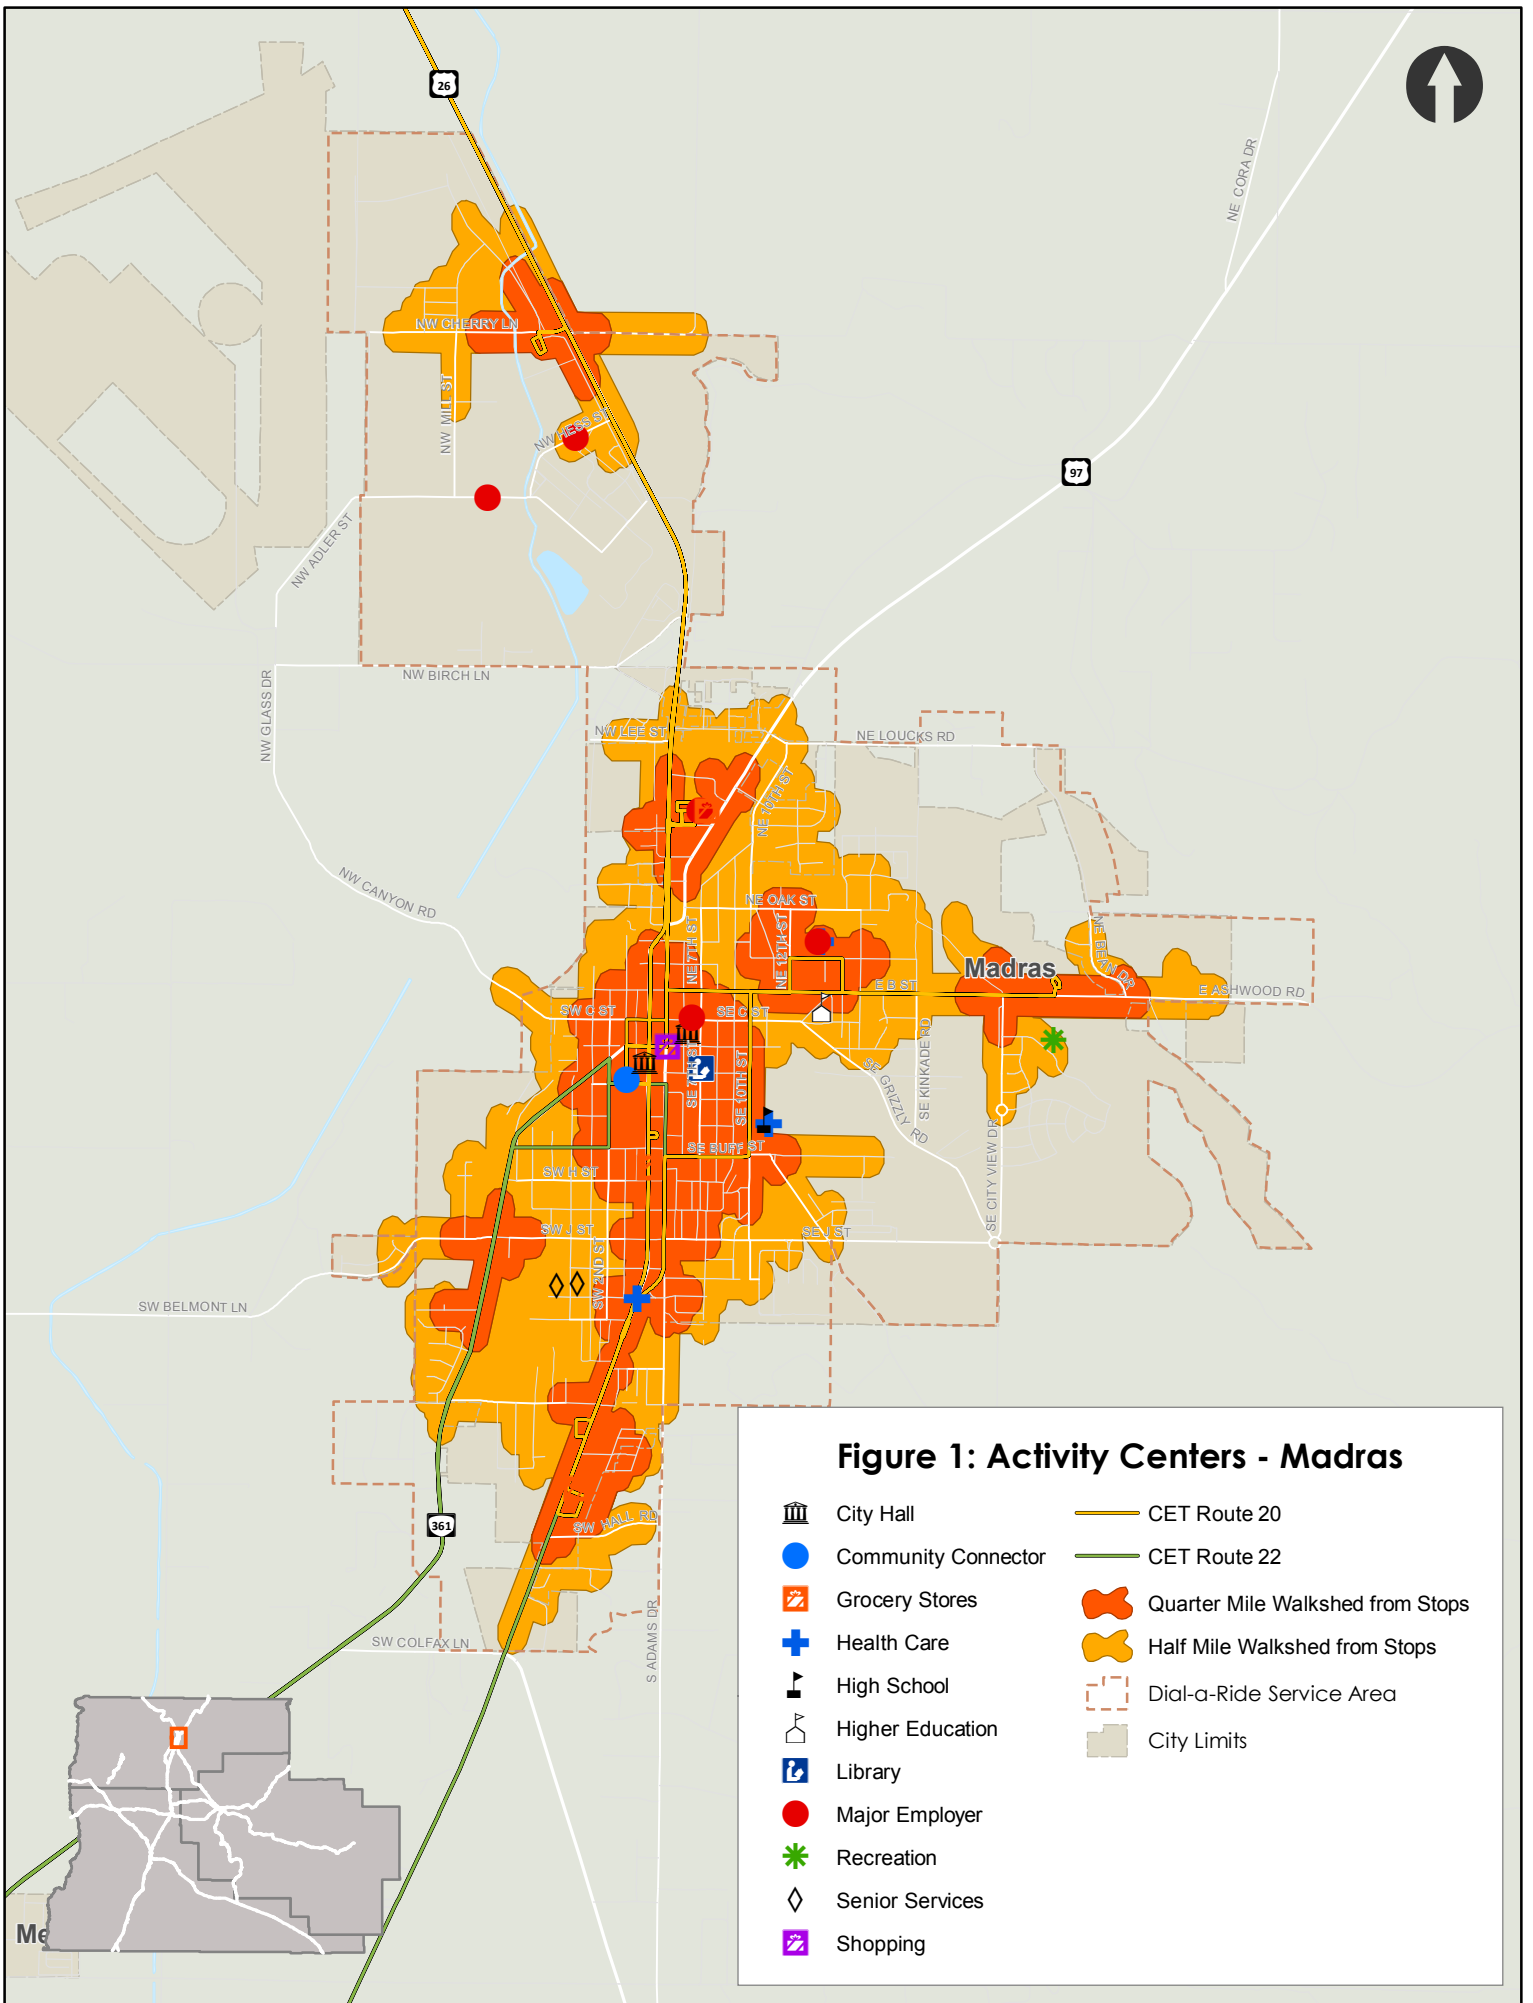 26
NE CORA DR
NW CHERRY LN
NW MILL ST
NW HESS ST
97
NW ADLER ST
NW BIRCH LN
NW GLASS DR
NW LEE ST
NE LOUCKS RD
NE 10TH ST
NW CANYON RD
NE OAK ST
NE 7TH ST
NE 12TH ST
NE BERN DR
Madras
E B ST
E ASHWOOD RD
SW C ST
SE C ST
SE 7TH ST
SE 10TH ST
SE GRIZZLY RD
SE KINKADE RD
SE BUFF ST
SW H ST
SE CITY VIEW DR
SW J ST
SE J ST
SW 2ND ST
SW BELMONT LN
361
SW HALL RD
SW COLFAX LN
S ADAMS DR
Me
Figure 1: Activity Centers - Madras
City Hall
Community Connector
Grocery Stores
Health Care
High School
Higher Education
Library
Major Employer
Recreation
Senior Services
Shopping
CET Route 20
CET Route 22
Quarter Mile Walkshed from Stops
Half Mile Walkshed from Stops
Dial-a-Ride Service Area
City Limits